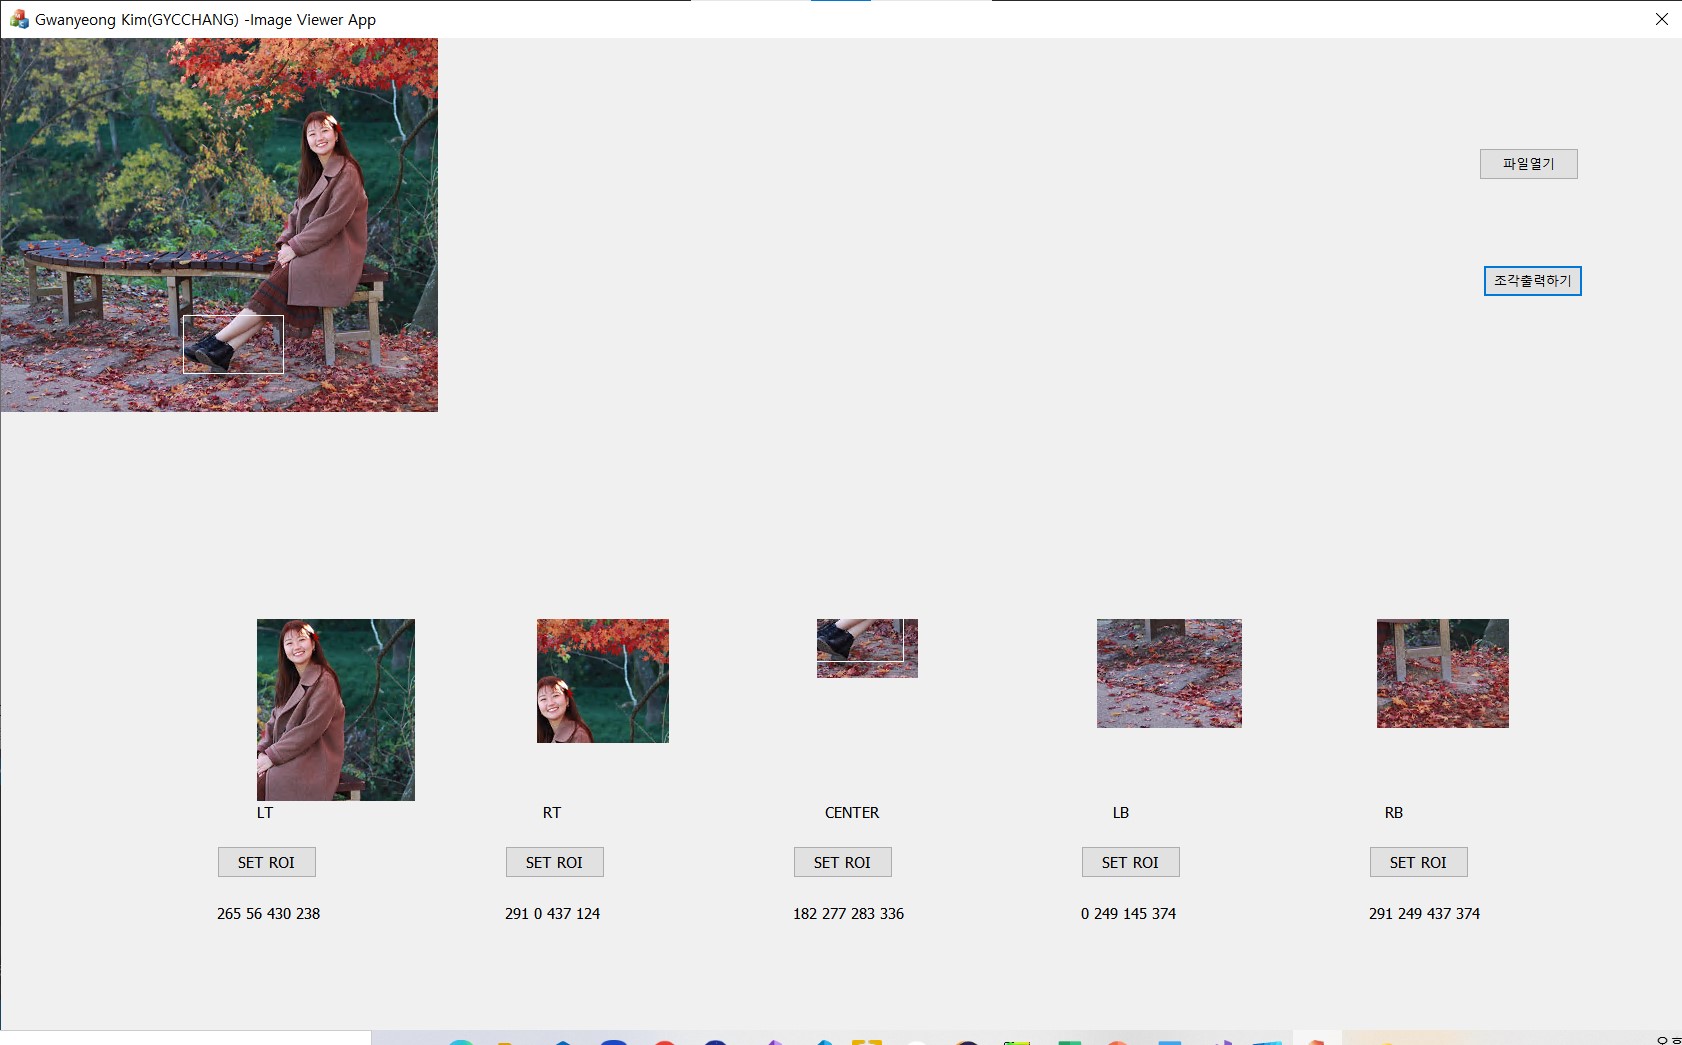 Gwanyeong Kim(GYCCHANG) -Image Viewer App
파일열기
조각출력하기
LT RT CENTER LB RB
SET ROI SET ROI SET ROI SET ROI SET ROI
265 56 430 238 291 0 437 124 182 277 283 336 0 249 145 374 291 249 437 374